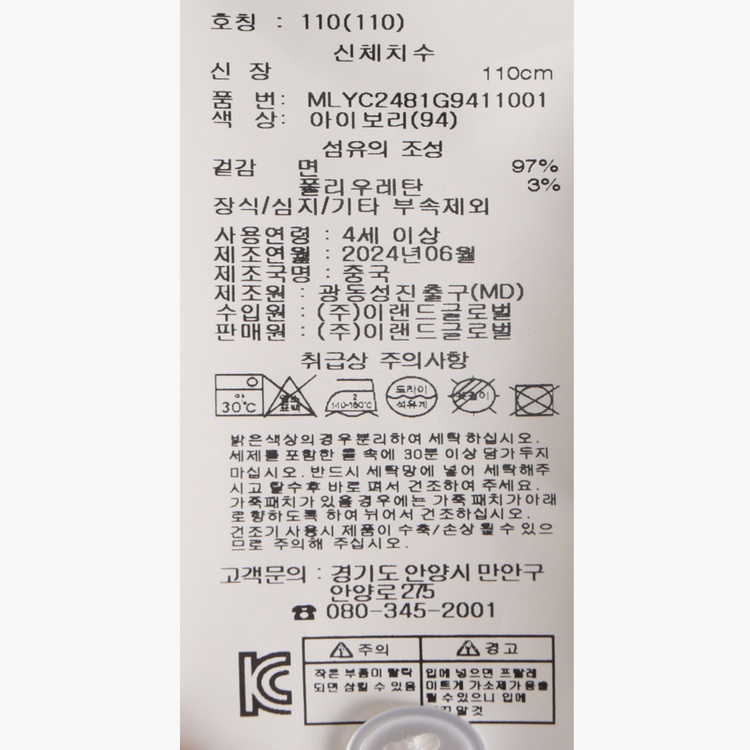 호칭 : 110(110)
신체치수
신 장 110cm
품 번: MLYC2481G9411001
색 상: 아이보리(94)
섬유의 조성
겉감 면 97%
폴리우레탄 3%
장식/심지/기타 부속제외
사용연령 : 4세 이상
제조연월 : 2024년06월
제조국명 : 중국
제조원 : 광동성진출구(MD)
수입원 : (주)이랜드글로벌
판매원 : (주)이랜드글로벌
취급상 주의사항
약 30℃
염소 표백
2 140~160℃
드라이 석유계
밝은색상의경우분리하여 세탁하십시오.
세제를 포함한 물 속에 30분 이상 담가두지
마십시오. 반드시 세탁망에 넣어 세탁해주
시고 탈수후 바로 펴서 건조하여 주세요.
가죽패치가 있을 경우에는 가죽 패치가아래
로향하도록 하여 뉘어서 건조하십시오.
건조기 사용시 제품이 수축/손상 될수 있으
므로 주의해 주십시오.
고객문의 : 경기도 안양시 만안구
안양로 275
☎ 080-345-2001
KC
⚠ 주의
작은 부품이 탈락
되면 삼킬 수 있음
⚠ 경고
입에 넣으면 프탈레
이트계 가소제가 용출
될 수 있으니 입에
말 것